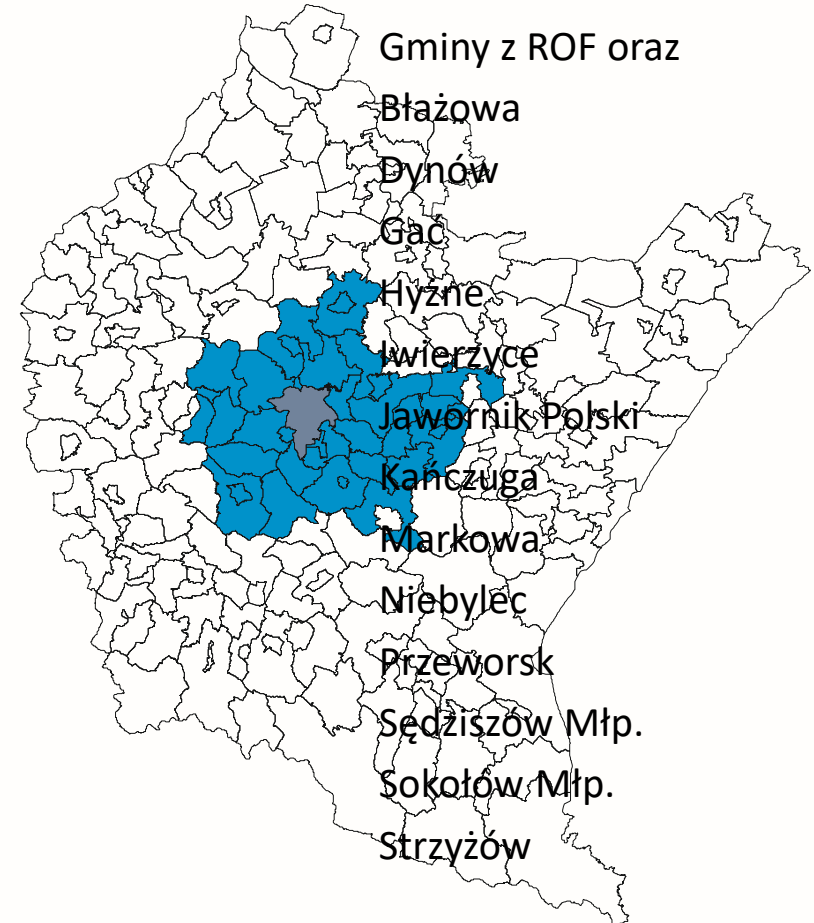 Gminy z ROF oraz
Błażowa
Dynów
Gać
Hyżne
Iwierzyce
Jawornik Polski
Kańczuga
Markowa
Niebylec
Przeworsk
Sędziszów Młp.
Sokołów Młp.
Strzyżów